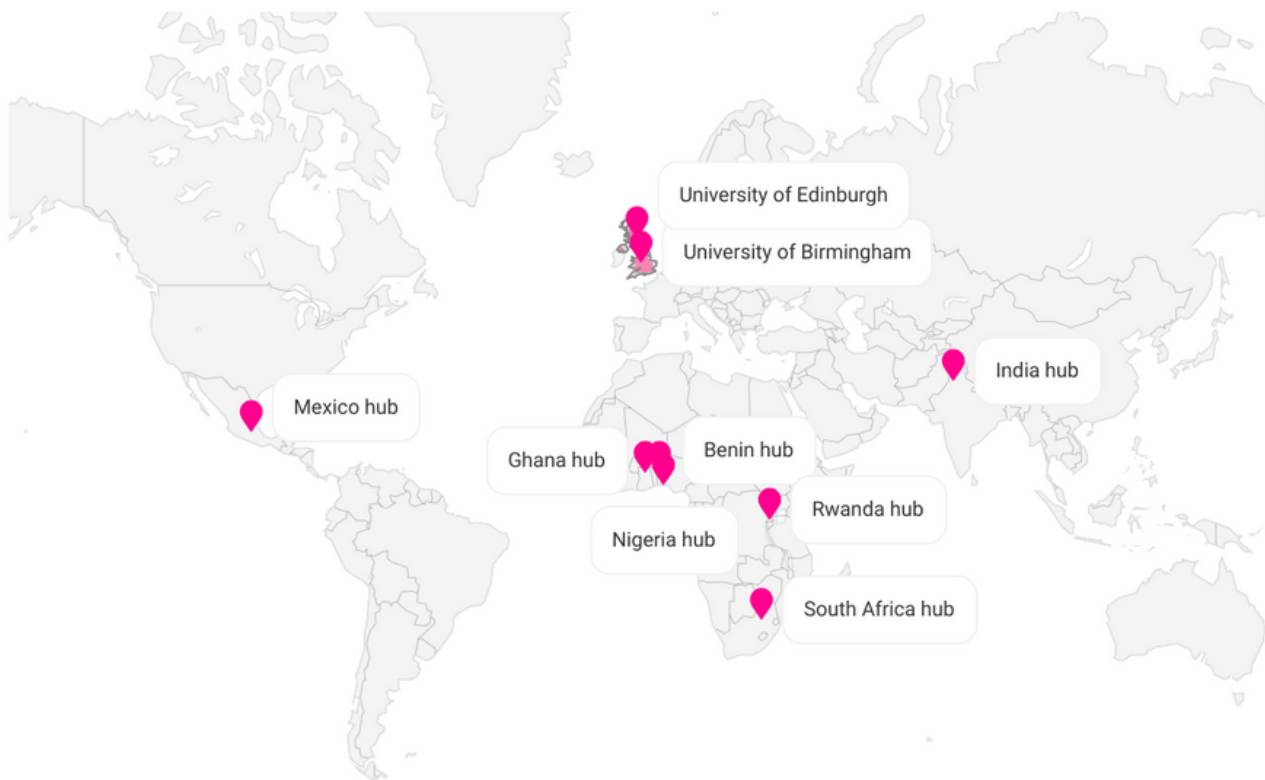 University of Edinburgh
University of Birmingham
India hub
Mexico hub
Ghana hub
Benin hub
Rwanda hub
Nigeria hub
South Africa hub